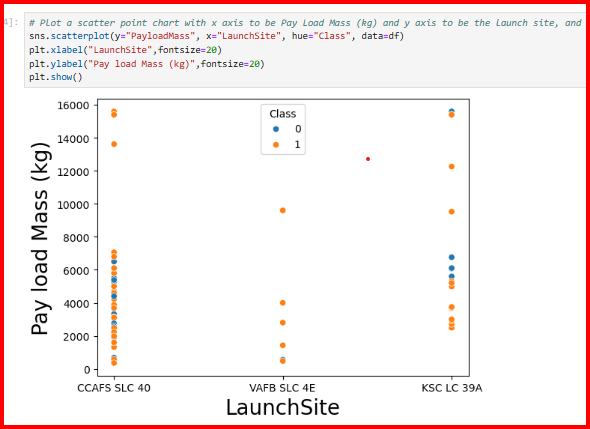 4]:
# PLot a scatter point chart with x axis to be Pay Load Mass (kg) and y axis to be the Launch site, and
sns.scatterplot(y="PayloadMass", x="LaunchSite", hue="Class", data=df)
plt.xlabel("LaunchSite",fontsize=20)
plt.ylabel("Pay load Mass (kg)",fontsize=20)
plt.show()
Pay load Mass (kg)
16000
14000
12000
10000
8000
6000
4000
2000
0
Class
0
1
CCAFS SLC 40
VAFB SLC 4E
KSC LC 39A
LaunchSite